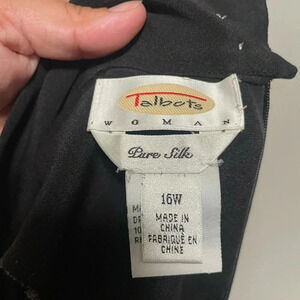 Talbots
WOMAN
Pure Silk
16W
MADE IN
CHINA
FABRIQUÉ EN
CHINE